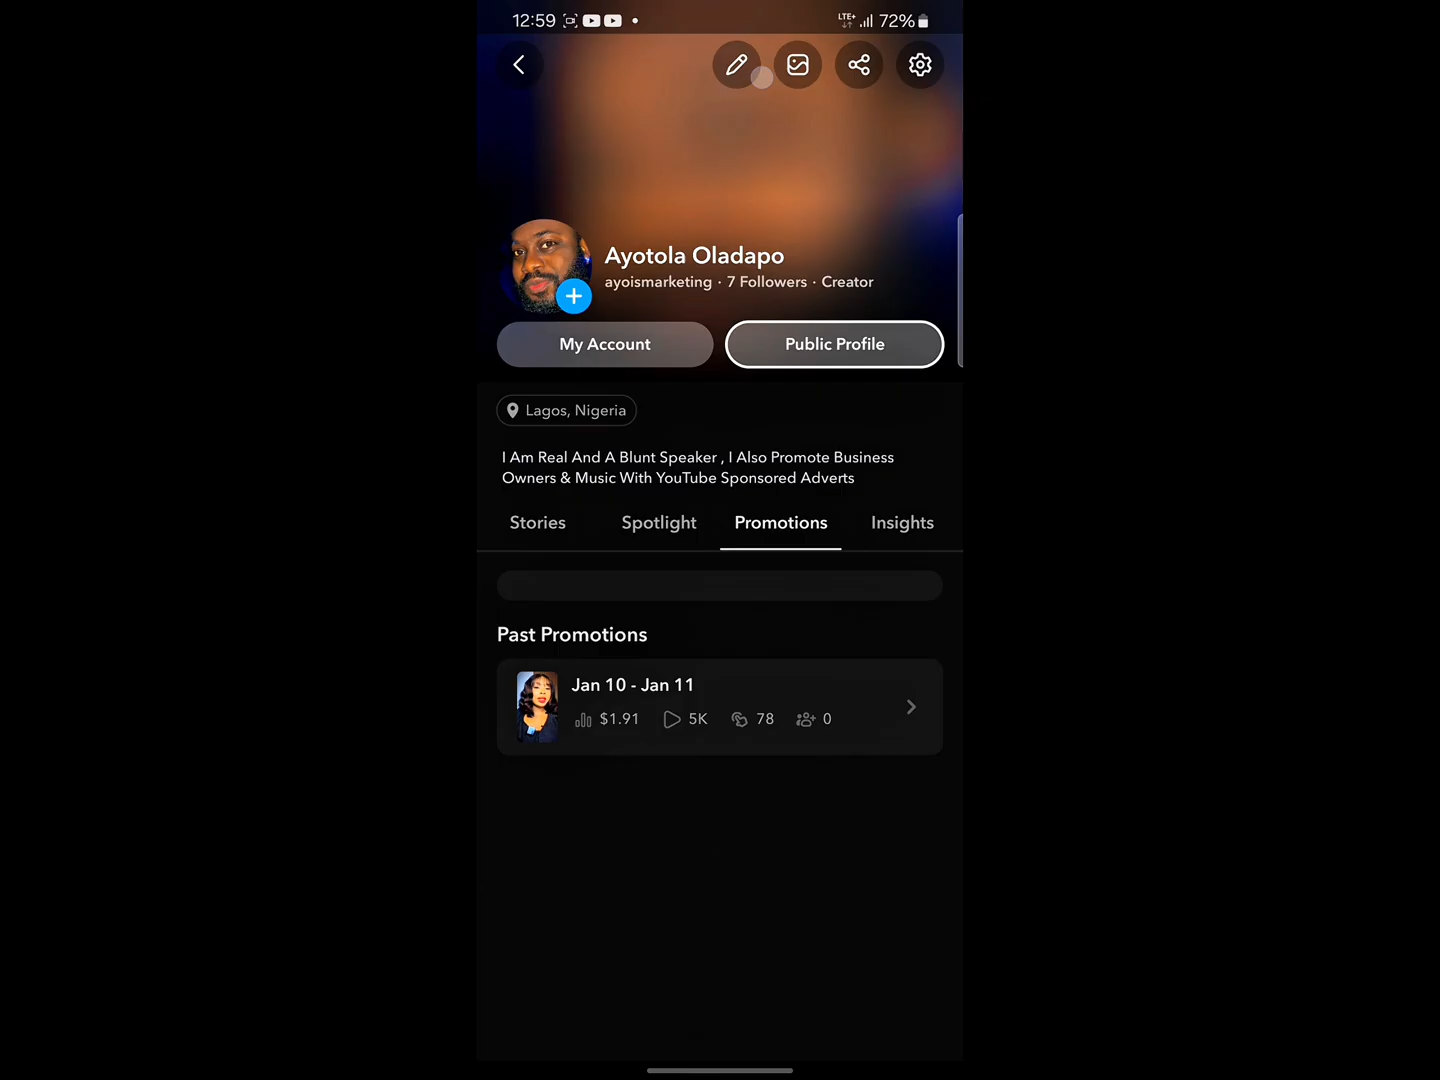 12:59
LTE+
72%
Ayotola Oladapo
ayoismarketing · 7 Followers · Creator
My Account
Public Profile
Lagos, Nigeria
I Am Real And A Blunt Speaker , I Also Promote Business
Owners & Music With YouTube Sponsored Adverts
Stories
Spotlight
Promotions
Insights
Past Promotions
Jan 10 - Jan 11
$1.91
5K
78
0